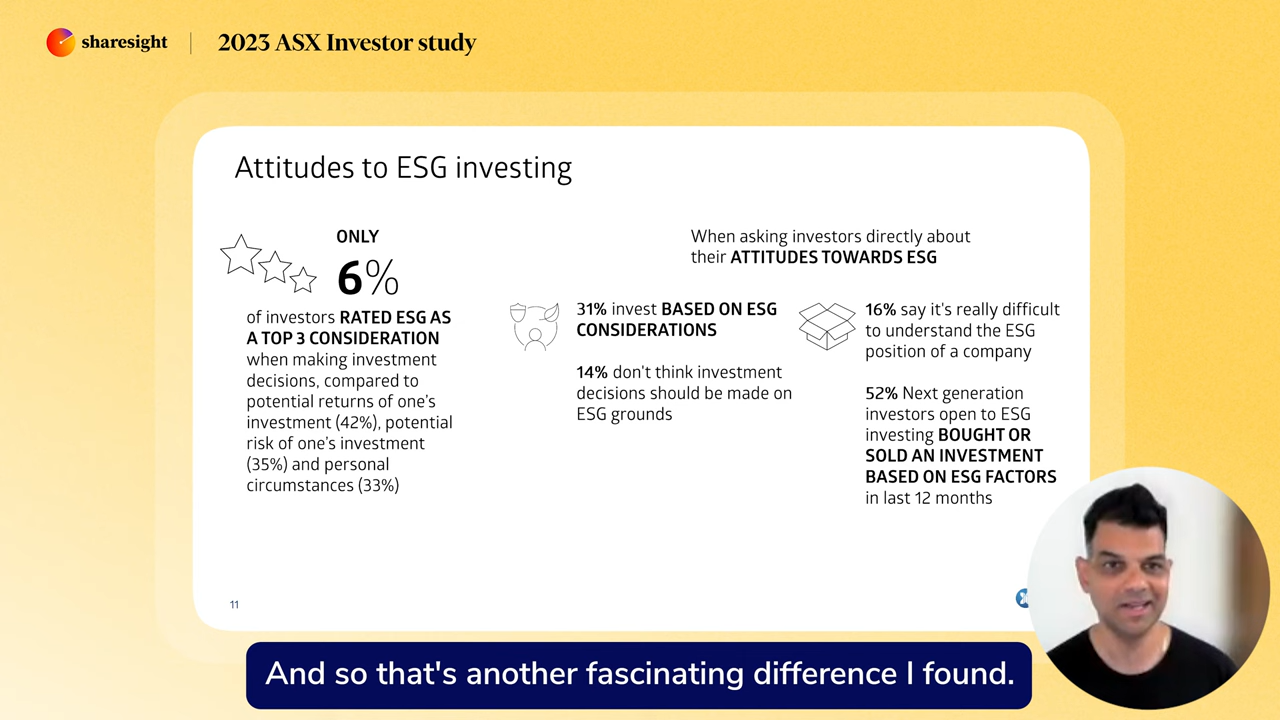 sharesight
2023 ASX Investor study
Attitudes to ESG investing
ONLY
6%
of investors RATED ESG AS
A TOP 3 CONSIDERATION
when making investment
decisions, compared to
potential returns of one's
investment (42%), potential
risk of one's investment
(35%) and personal
circumstances (33%)
When asking investors directly about
their ATTITUDES TOWARDS ESG
31% invest BASED ON ESG
CONSIDERATIONS
14% don't think investment
decisions should be made on
ESG grounds
16% say it's really difficult
to understand the ESG
position of a company
52% Next generation
investors open to ESG
investing BOUGHT OR
SOLD AN INVESTMENT
BASED ON ESG FACTORS
in last 12 months
11
And so that's another fascinating difference I found.